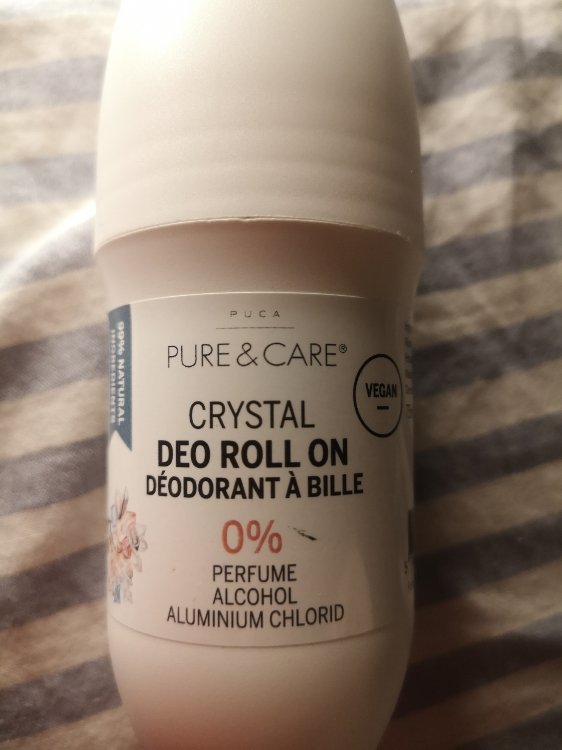 PUCA
PURE & CARE®
VEGAN
99% NATURAL
INGREDIENTS
CRYSTAL
DEO ROLL ON
DÉODORANT À BILLE
0%
PERFUME
ALCOHOL
ALUMINIUM CHLORID